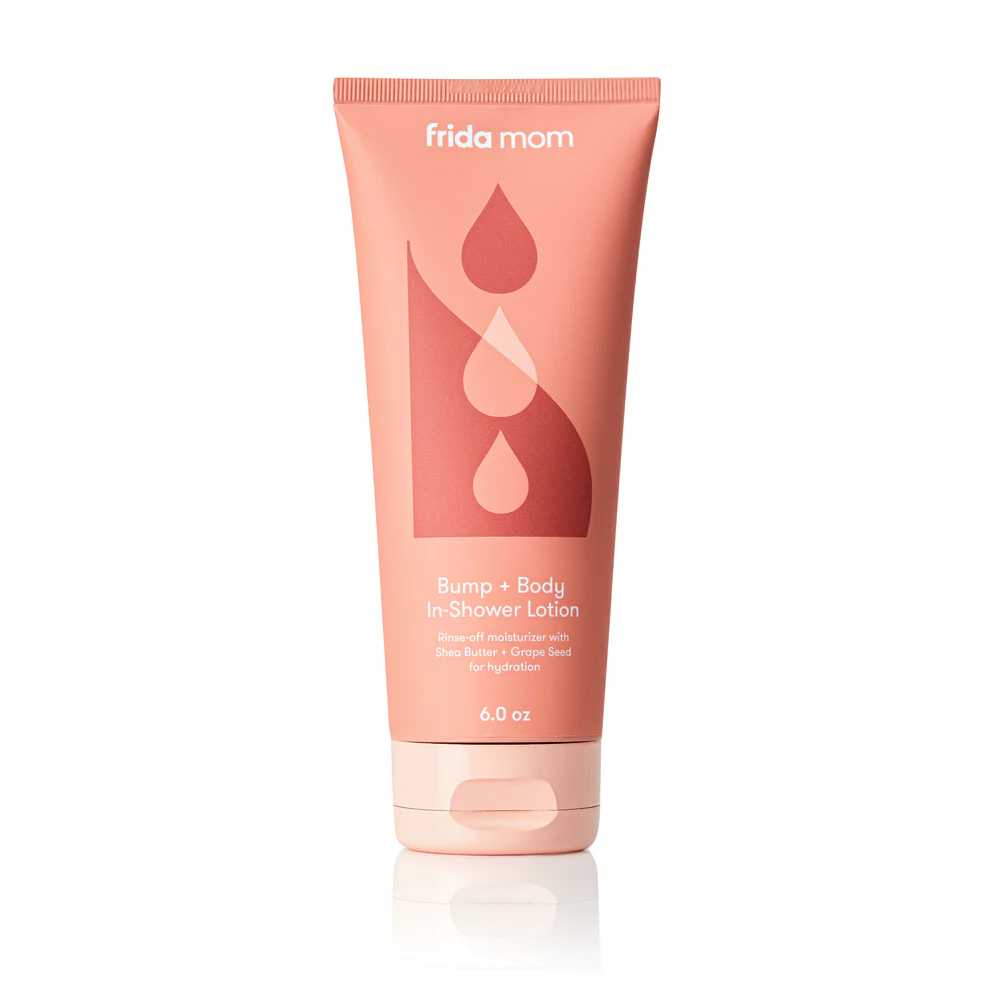 frida mom
Bump + Body
In-Shower Lotion
Rinse-off moisturizer with
Shea Butter + Grape Seed
for hydration
6.0 oz